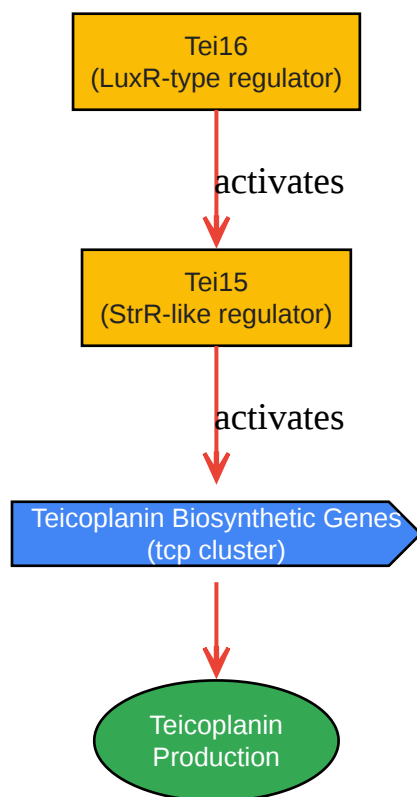 Tei16
(LuxR-type regulator)
activates
Tei15
(StrR-like regulator)
activates
Teicoplanin Biosynthetic Genes
(tcp cluster)
Teicoplanin
Production